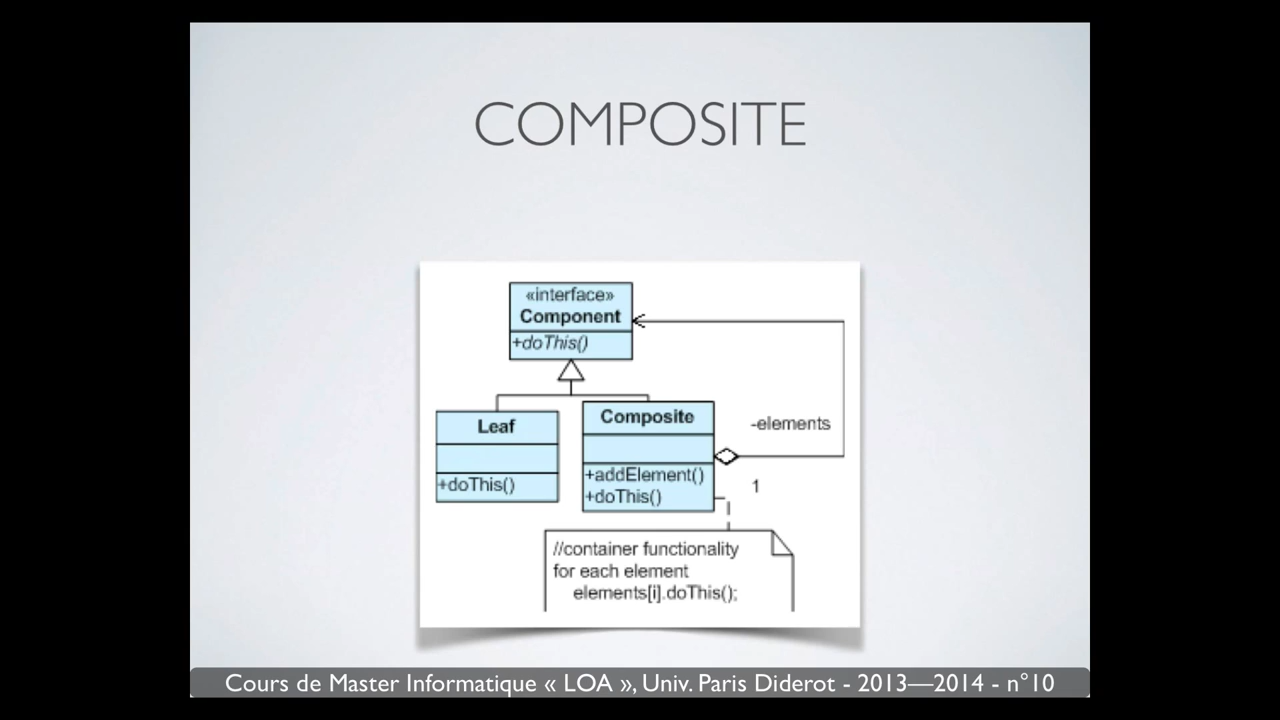 COMPOSITE
«interface»
Component
+doThis()
Leaf
+doThis()
Composite
+addElement()
+doThis()
-elements
1
//container functionality
for each element
elements[i].doThis();
Cours de Master Informatique « LOA », Univ. Paris Diderot - 2013—2014 - n°10